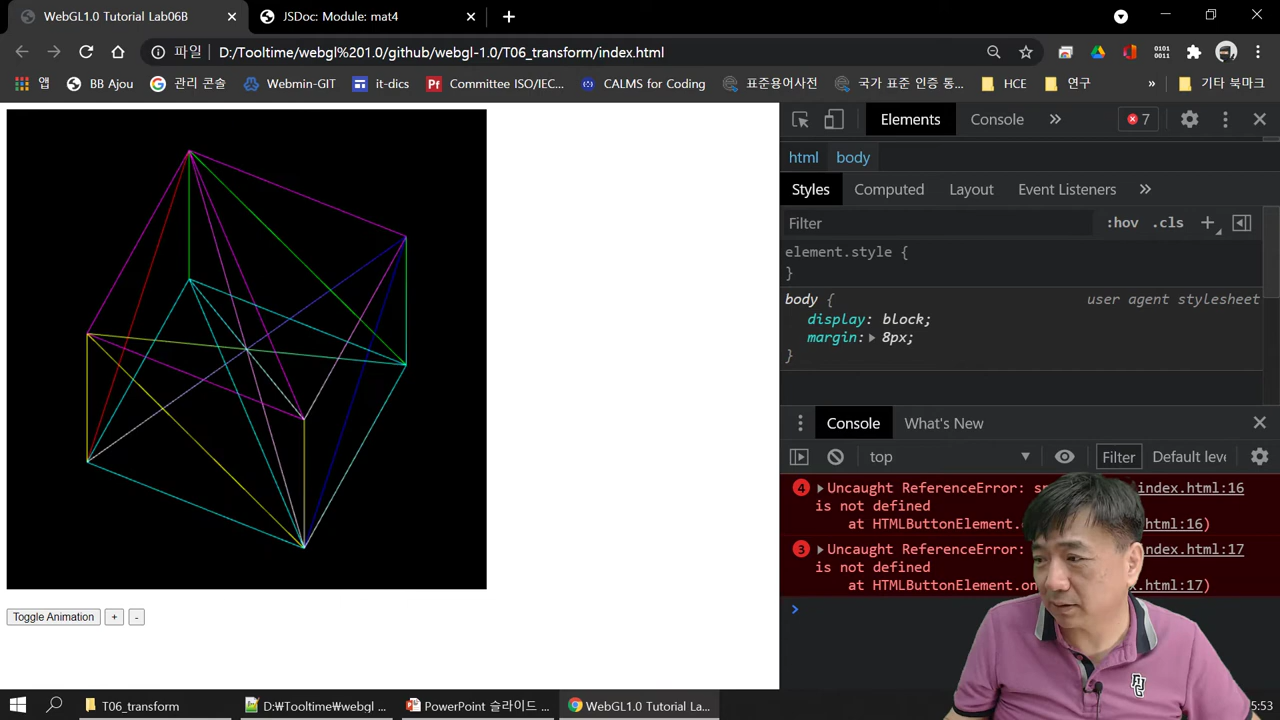 WebGL1.0 Tutorial Lab06B
JSDoc: Module: mat4
파일
D:/Tooltime/webgl%201.0/github/webgl-1.0/T06_transform/index.html
앱
BB Ajou
관리 콘솔
Webmin-GIT
it-dics
Committee ISO/IEC...
CALMS for Coding
표준용어사전
국가 표준 인증 통...
HCE
연구
»
기타 북마크
Elements
Console
»
7
html
body
Styles
Computed
Layout
Event Listeners
»
Filter
:hov
.cls
+
element.style {
}
body {
user agent stylesheet
display: block;
margin: 8px;
}
Console
What's New
top
Filter
Default leve
4
Uncaught ReferenceError:
index.html:16
is not defined
at HTMLButtonElement.
html:16)
3
Uncaught ReferenceError:
index.html:17
is not defined
at HTMLButtonElement.on
html:17)
Toggle Animation
+
-
T06_transform
D:₩Tooltime₩webgl ...
PowerPoint 슬라이드 ...
WebGL1.0 Tutorial La...
5:53